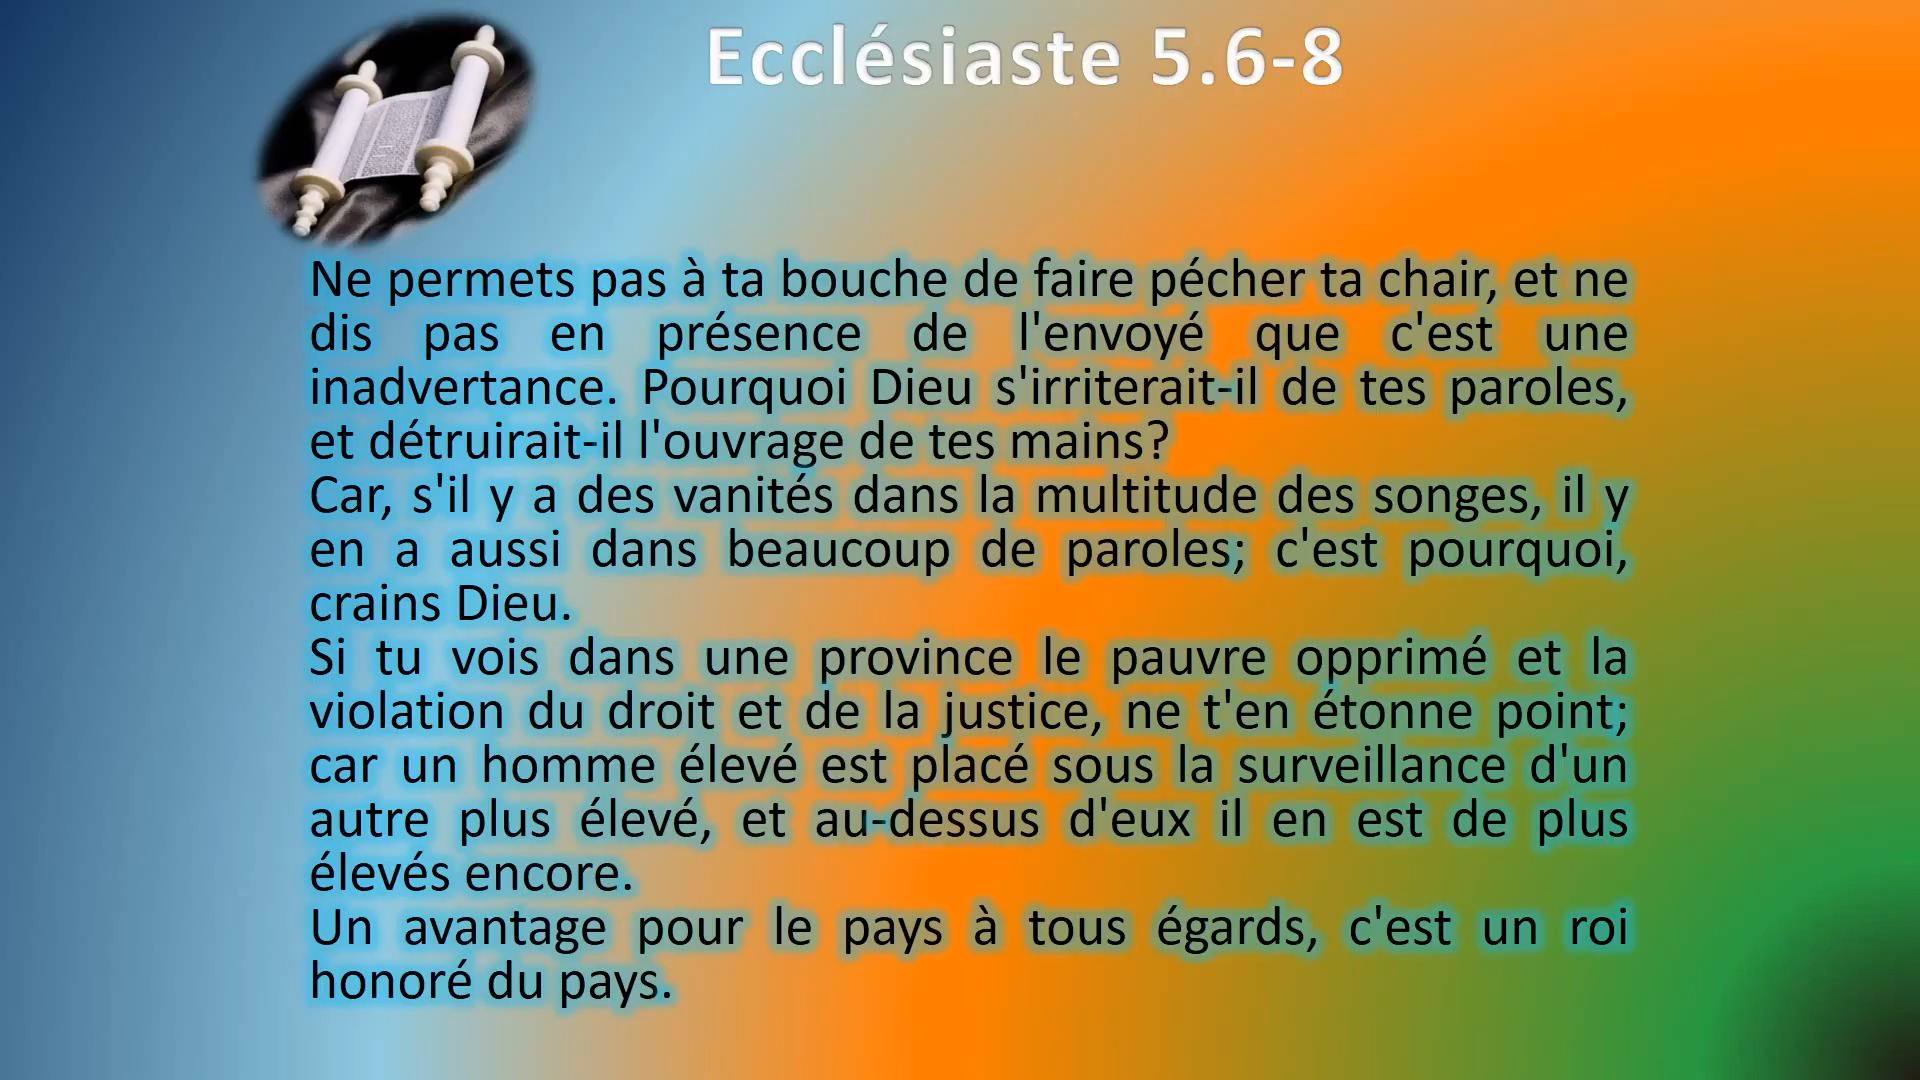 Ecclésiaste 5.6-8
Ne permets pas à ta bouche de faire pécher ta chair, et ne
dis pas en présence de l'envoyé que c'est une
inadvertance. Pourquoi Dieu s'irriterait-il de tes paroles,
et détruirait-il l'ouvrage de tes mains?
Car, s'il y a des vanités dans la multitude des songes, il y
en a aussi dans beaucoup de paroles; c'est pourquoi,
crains Dieu.
Si tu vois dans une province le pauvre opprimé et la
violation du droit et de la justice, ne t'en étonne point;
car un homme élevé est placé sous la surveillance d'un
autre plus élevé, et au-dessus d'eux il en est de plus
élevés encore.
Un avantage pour le pays à tous égards, c'est un roi
honoré du pays.